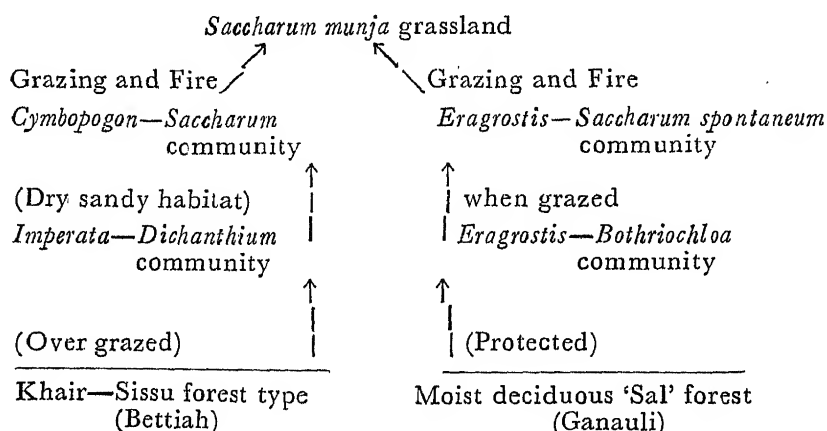 Saccharum munja grassland
Grazing and Fire
Grazing and Fire
Cymbopogon—Saccharum
community
Eragrostis—Saccharum spontaneum
community
(Dry sandy habitat)
when grazed
Imperata—Dichanthium
community
Eragrostis—Bothriochloa
community
(Over grazed)
(Protected)
Khair—Sissu forest type
(Bettiah)
Moist deciduous ‘Sal’ forest
(Ganauli)